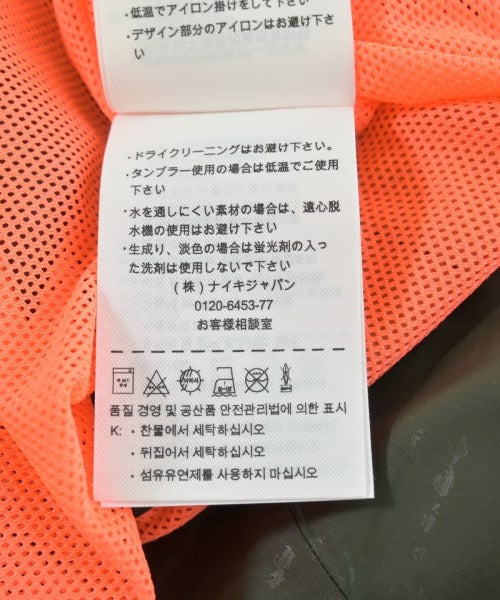 ・低温でアイロン掛けをして下さい
・デザイン部分のアイロンはお避け下さ
い
・ドライクリーニングはお避け下さい。
・タンブラー使用の場合は低温でご使用
下さい
・水を通しにくい素材の場合は、遠心脱
水機の使用はお避け下さい
・生成り、淡色の場合は蛍光剤の入っ
た洗剤は使用しないで下さい
(株)ナイキジャパン
0120-6453-77
お客様相談室
품질 경영 및 공산품 안전관리법에 의한 표시
K: ・찬물에서 세탁하십시오
・뒤집어서 세탁하십시오
・섬유유연제를 사용하지 마십시오